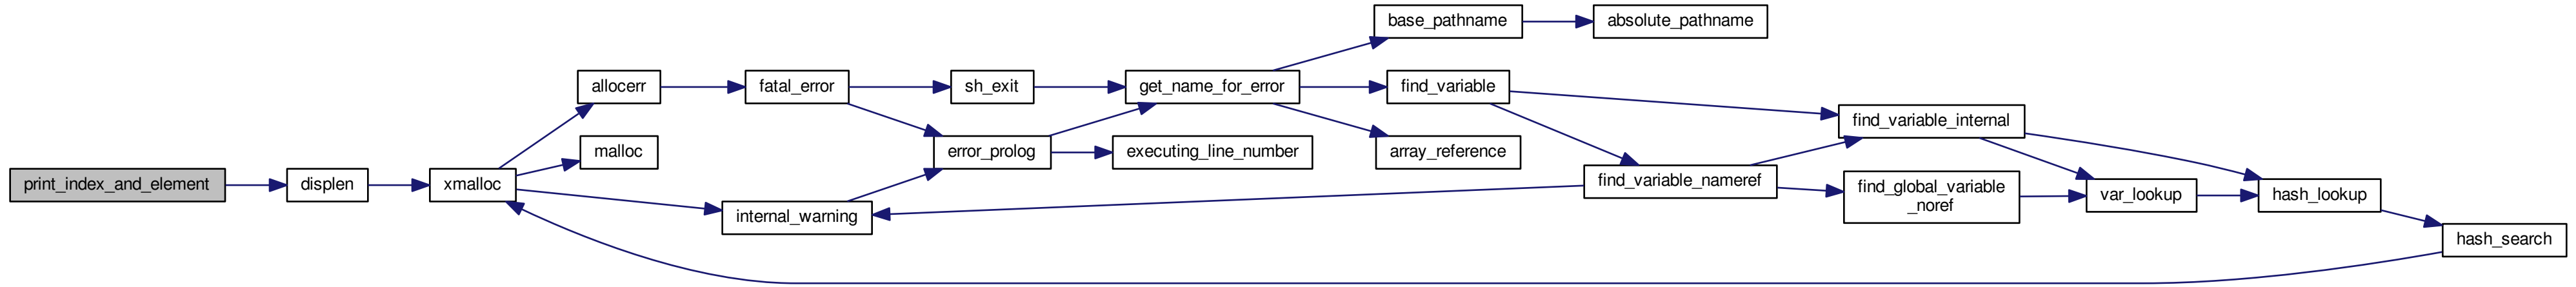 base_pathname
absolute_pathname
allocerr
fatal_error
sh_exit
get_name_for_error
find_variable
find_variable_internal
malloc
error_prolog
executing_line_number
array_reference
print_index_and_element
displen
xmalloc
find_variable_nameref
find_global_variable
_noref
var_lookup
hash_lookup
internal_warning
hash_search